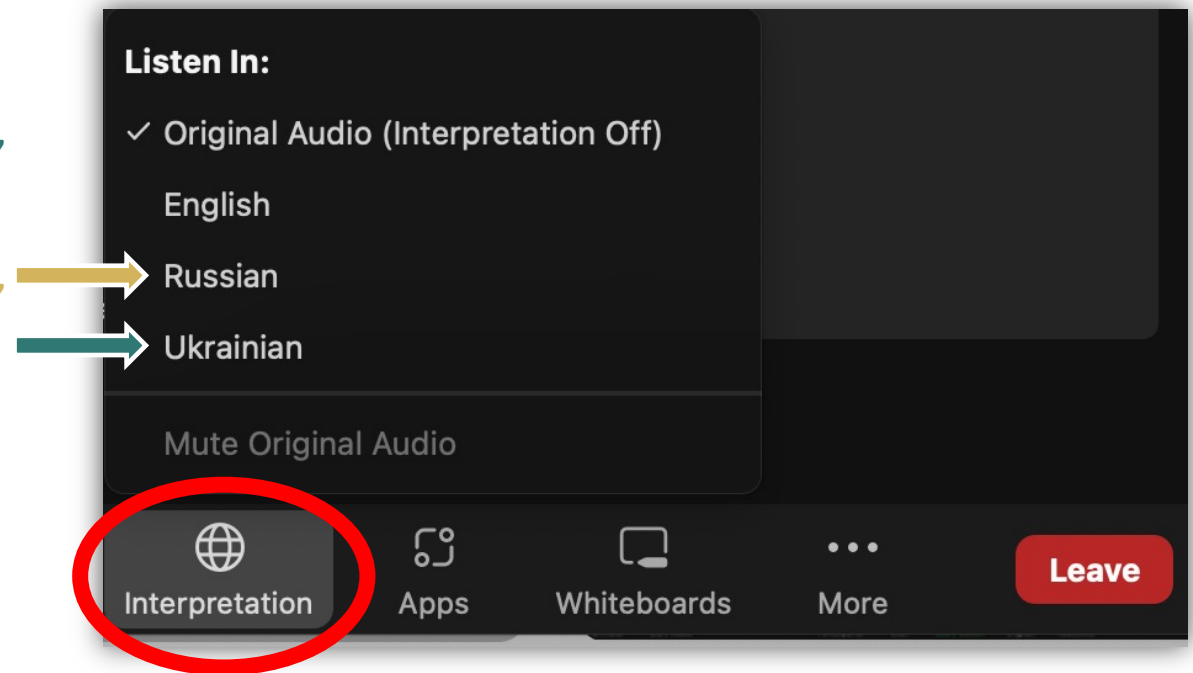 Listen In:
✓ Original Audio (Interpretation Off)
English
Russian
Ukrainian
Mute Original Audio
Interpretation Apps Whiteboards More Leave